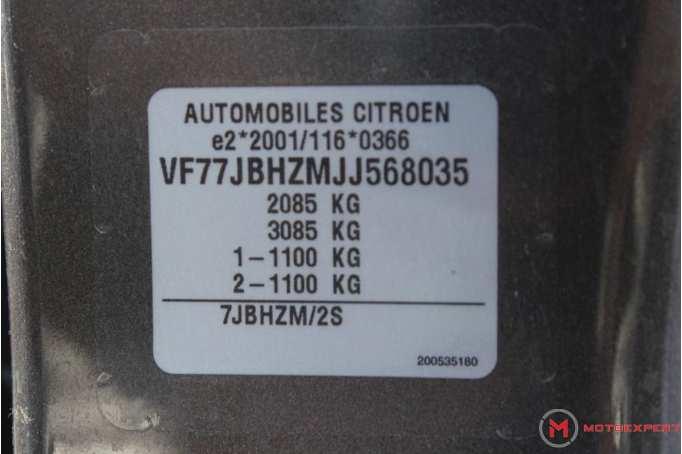 AUTOMOBILES CITROEN
e2*2001/116*0366
VF77JBHZMJJ568035
2085 KG
3085 KG
1-1100 KG
2-1100 KG
7JBHZM/2S
200535180
M MOTOEXPERT